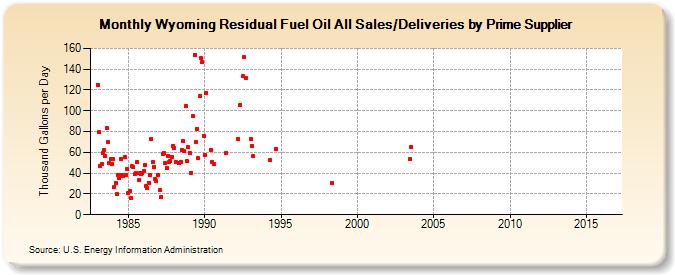 Monthly Wyoming Residual Fuel Oil All Sales/Deliveries by Prime Supplier
Thousand Gallons per Day
160
140
120
100
80
60
40
20
0
1985 1990 1995 2000 2005 2010 2015
Source: U.S. Energy Information Administration